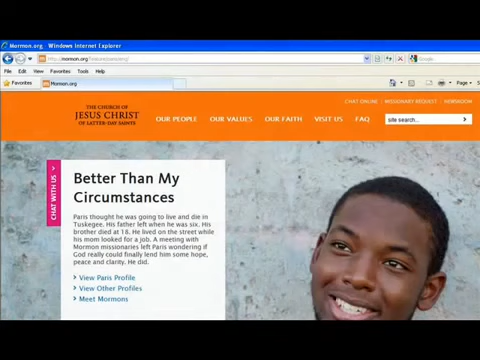 Mormon.org - Windows Internet Explorer
Google
File Edit View Favorites Tools Help
Favorites Mormon.org Page
CHAT ONLINE | MISSIONARY REQUEST | NEWSROOM
THE CHURCH OF
JESUS CHRIST
OF LATTER-DAY SAINTS
OUR PEOPLE OUR VALUES OUR FAITH VISIT US FAQ
site search...
CHAT WITH US
Better Than My
Circumstances
Paris thought he was going to live and die in
Tuskegee. His father left when he was six. His
brother died at 18. He lived on the street while
his mom looked for a job. A meeting with
Mormon missionaries left Paris wondering if
God really could finally lend him some hope,
peace and clarity. He did.
View Paris Profile
View Other Profiles
Meet Mormons